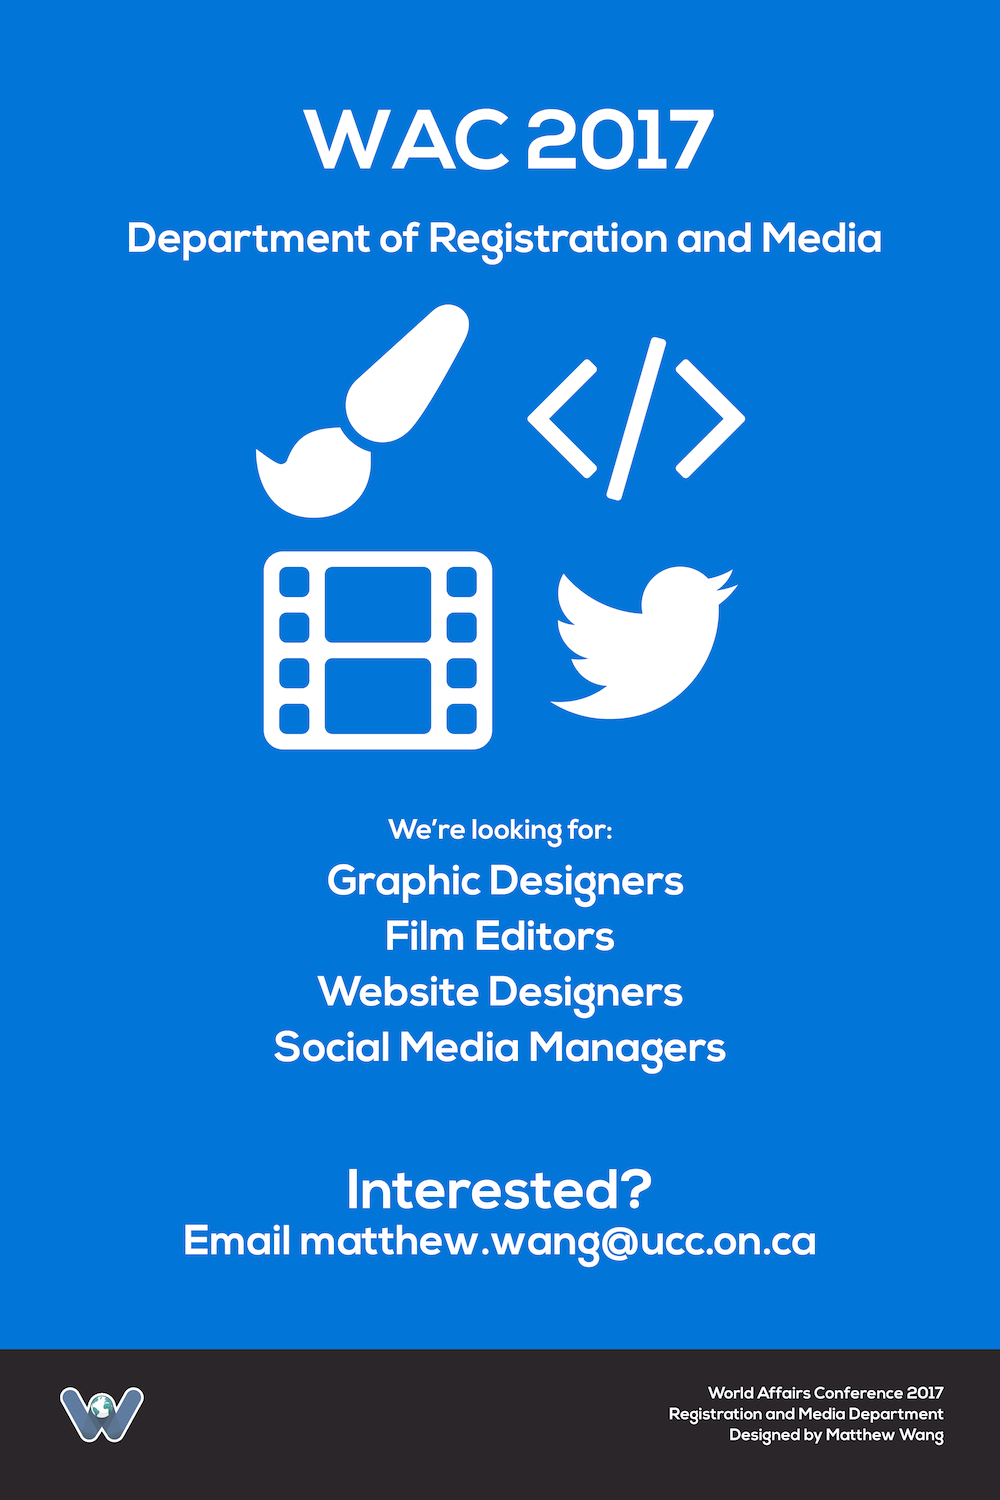 WAC 2017
Department of Registration and Media
We’re looking for:
Graphic Designers
Film Editors
Website Designers
Social Media Managers
Interested?
Email matthew.wang@ucc.on.ca
W
World Affairs Conference 2017
Registration and Media Department
Designed by Matthew Wang